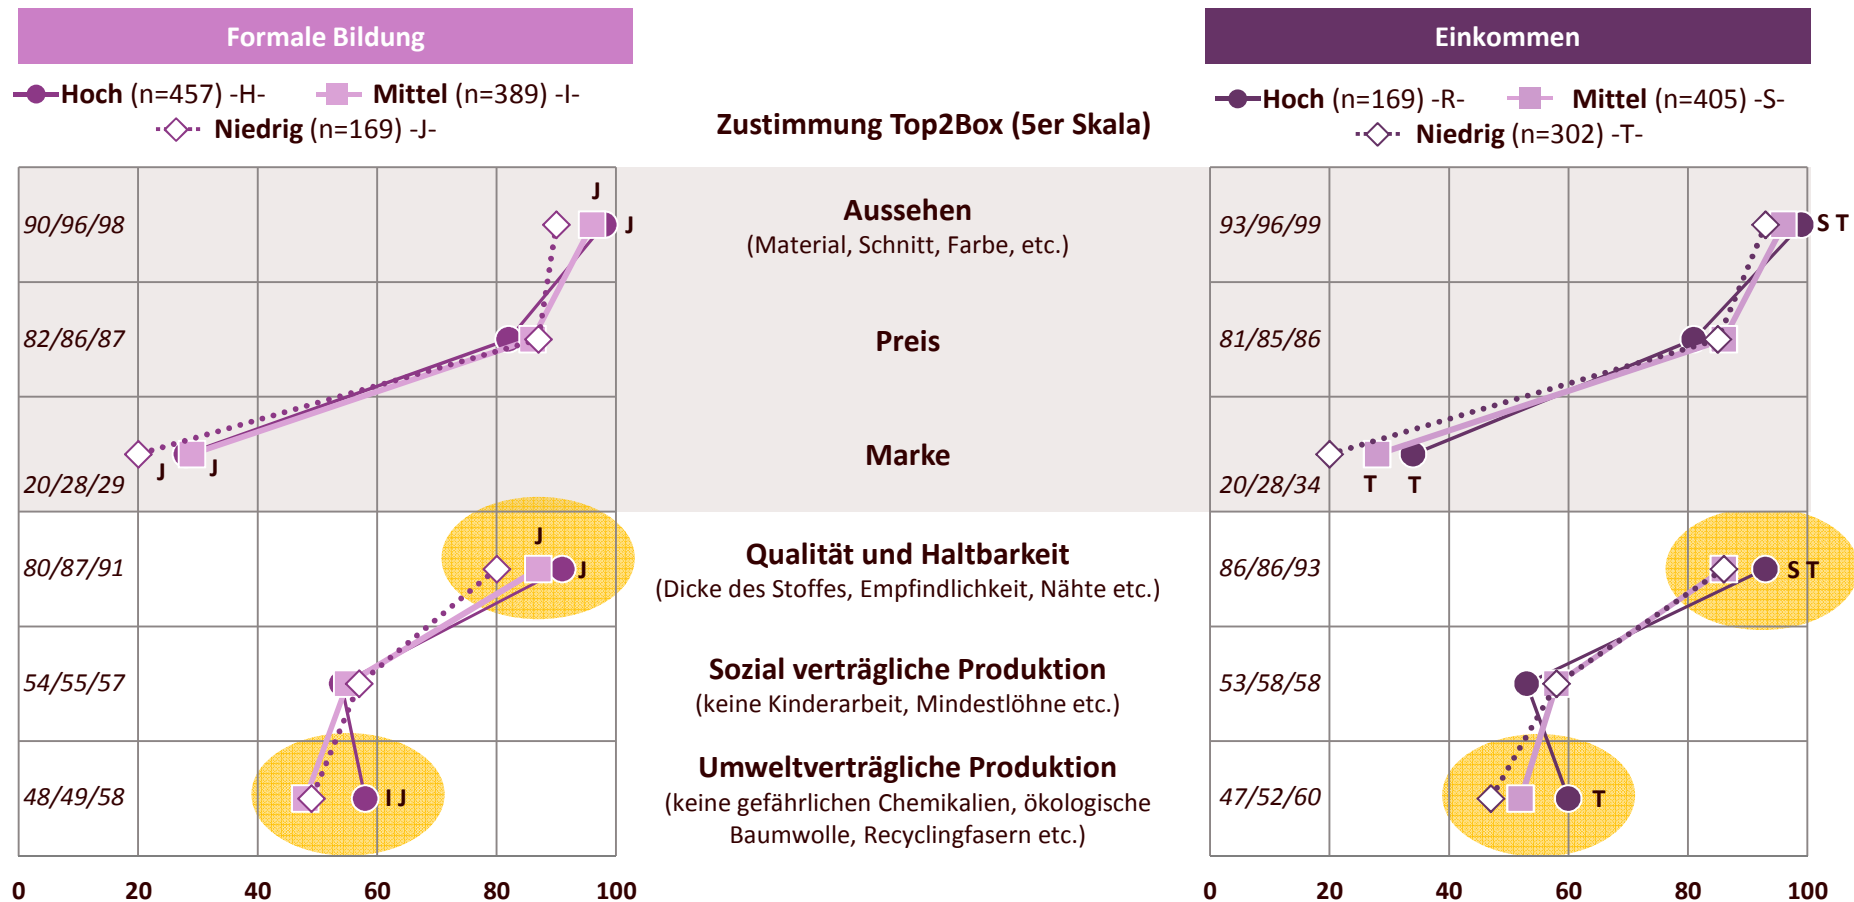 Formale Bildung
Hoch (n=457) -H- Mittel (n=389) -I-
Niedrig (n=169) -J-
Zustimmung Top2Box (5er Skala)
Einkommen
Hoch (n=169) -R- Mittel (n=405) -S-
Niedrig (n=302) -T-
J
90/96/98
J
Aussehen
(Material, Schnitt, Farbe, etc.)
93/96/99
S T
82/86/87
Preis
81/85/86
J J
20/28/29
Marke
T T
20/28/34
J
80/87/91
J
Qualität und Haltbarkeit
(Dicke des Stoffes, Empfindlichkeit, Nähte etc.)
86/86/93
S T
54/55/57
Sozial verträgliche Produktion
(keine Kinderarbeit, Mindestlöhne etc.)
53/58/58
48/49/58
I J
Umweltverträgliche Produktion
(keine gefährlichen Chemikalien, ökologische
Baumwolle, Recyclingfasern etc.)
47/52/60
T
0 20 40 60 80 100
0 20 40 60 80 100